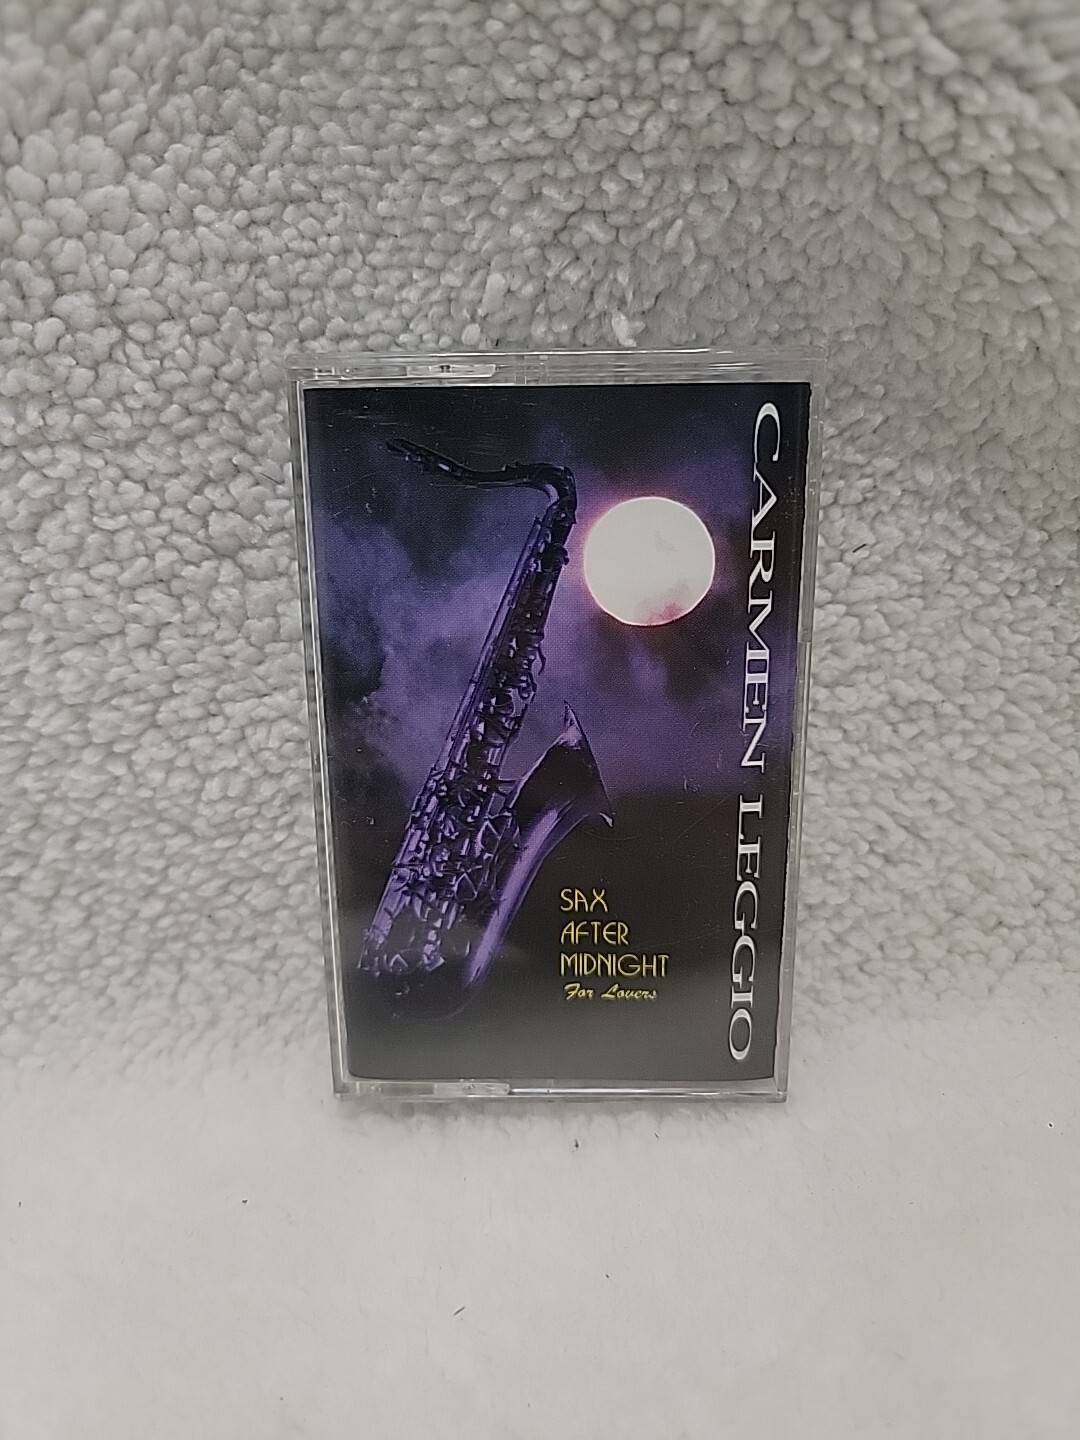 CARMEN LEGGIO
SAX
AFTER
MIDNIGHT
For Lovers